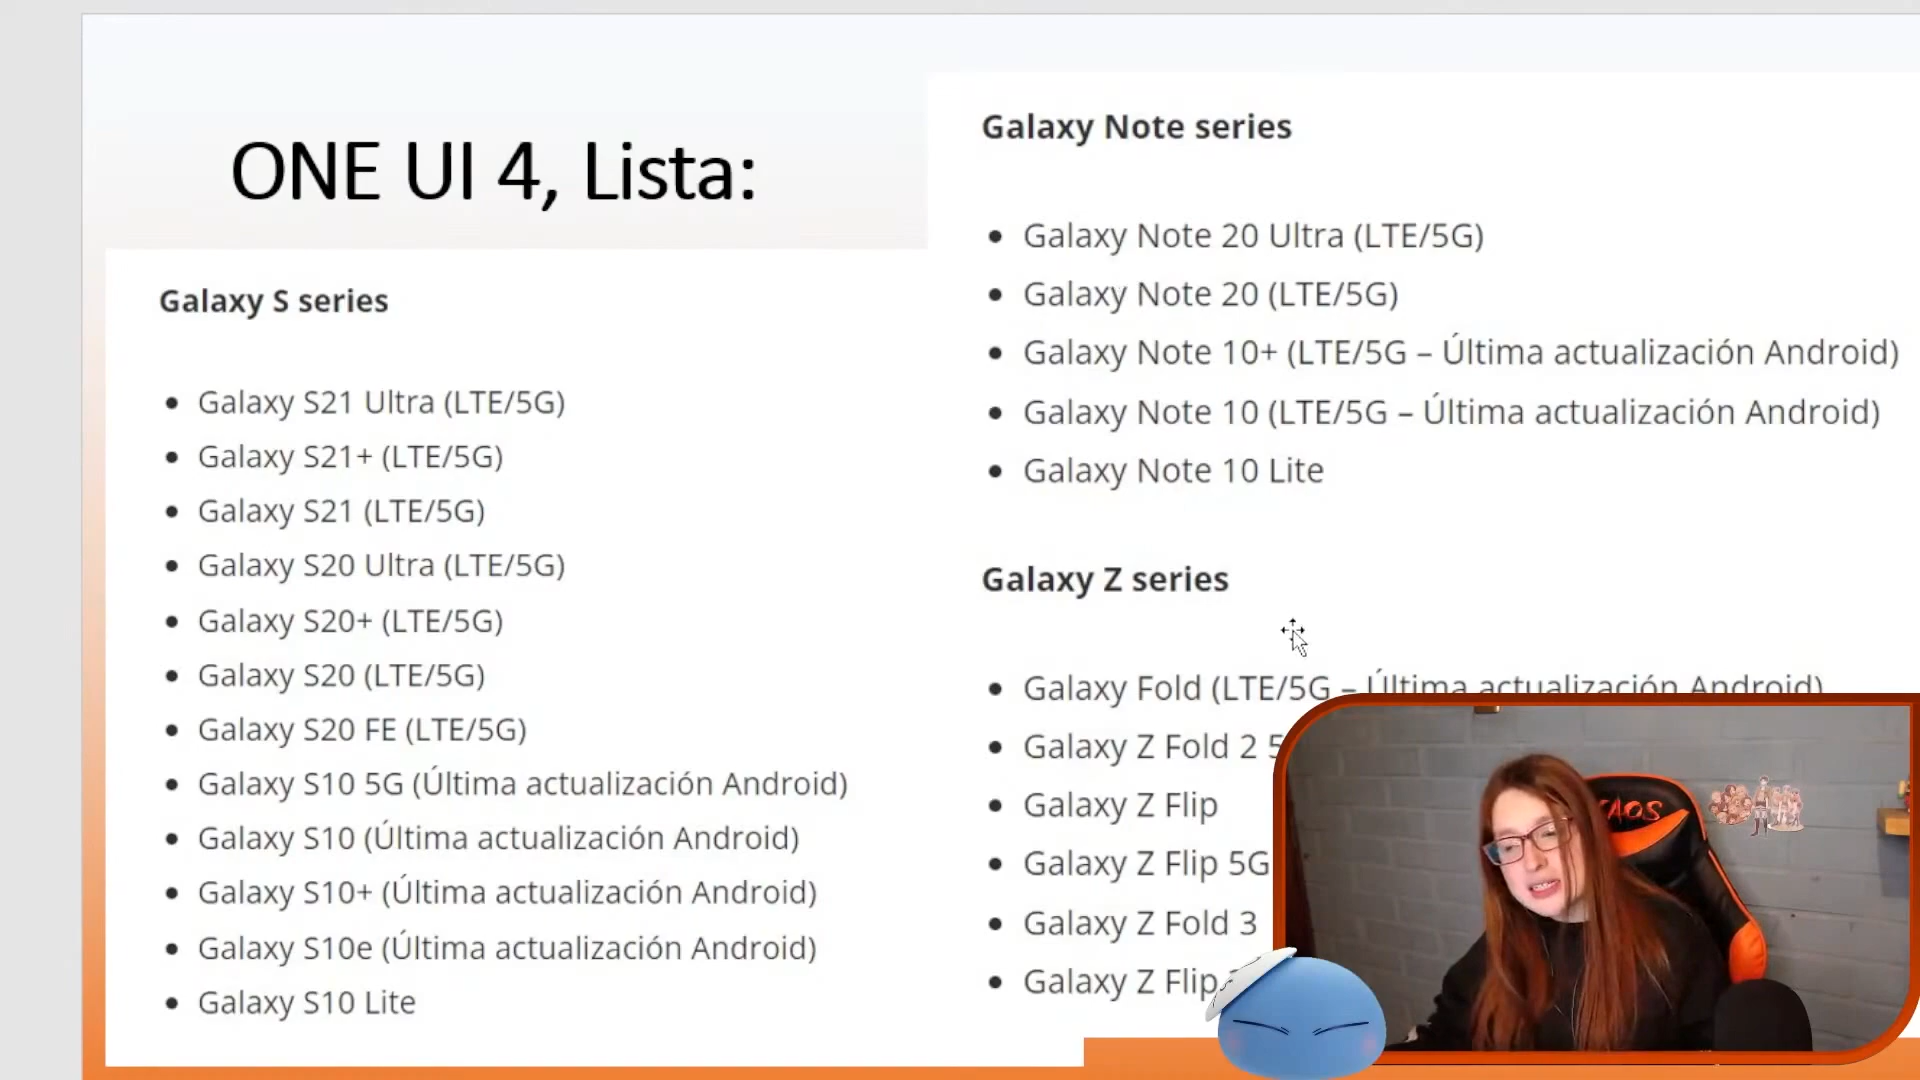 ONE UI 4, Lista:
Galaxy S series
Galaxy S21 Ultra (LTE/5G)
Galaxy S21+ (LTE/5G)
Galaxy S21 (LTE/5G)
Galaxy S20 Ultra (LTE/5G)
Galaxy S20+ (LTE/5G)
Galaxy S20 (LTE/5G)
Galaxy S20 FE (LTE/5G)
Galaxy S10 5G (Última actualización Android)
Galaxy S10 (Última actualización Android)
Galaxy S10+ (Última actualización Android)
Galaxy S10e (Última actualización Android)
Galaxy S10 Lite
Galaxy Note series
Galaxy Note 20 Ultra (LTE/5G)
Galaxy Note 20 (LTE/5G)
Galaxy Note 10+ (LTE/5G – Última actualización Android)
Galaxy Note 10 (LTE/5G – Última actualización Android)
Galaxy Note 10 Lite
Galaxy Z series
Galaxy Fold (LTE/5G – Última actualización Android)
Galaxy Z Fold 2
Galaxy Z Flip
Galaxy Z Flip 5G
Galaxy Z Fold 3
Galaxy Z Flip
KAOS